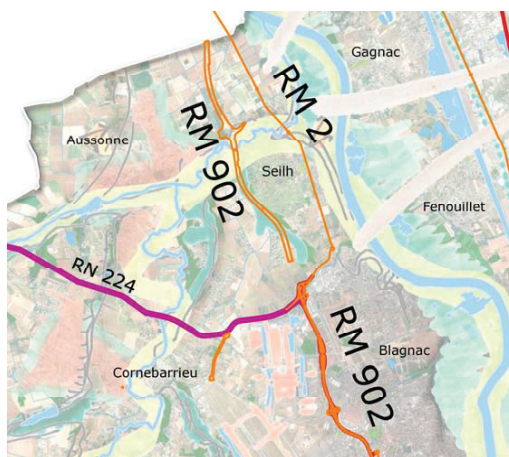 Gagnac
RM 2
Aussonne
RM 902
Seilh
Fenouillet
RN 224
RM 902
Blagnac
Cornebarrieu